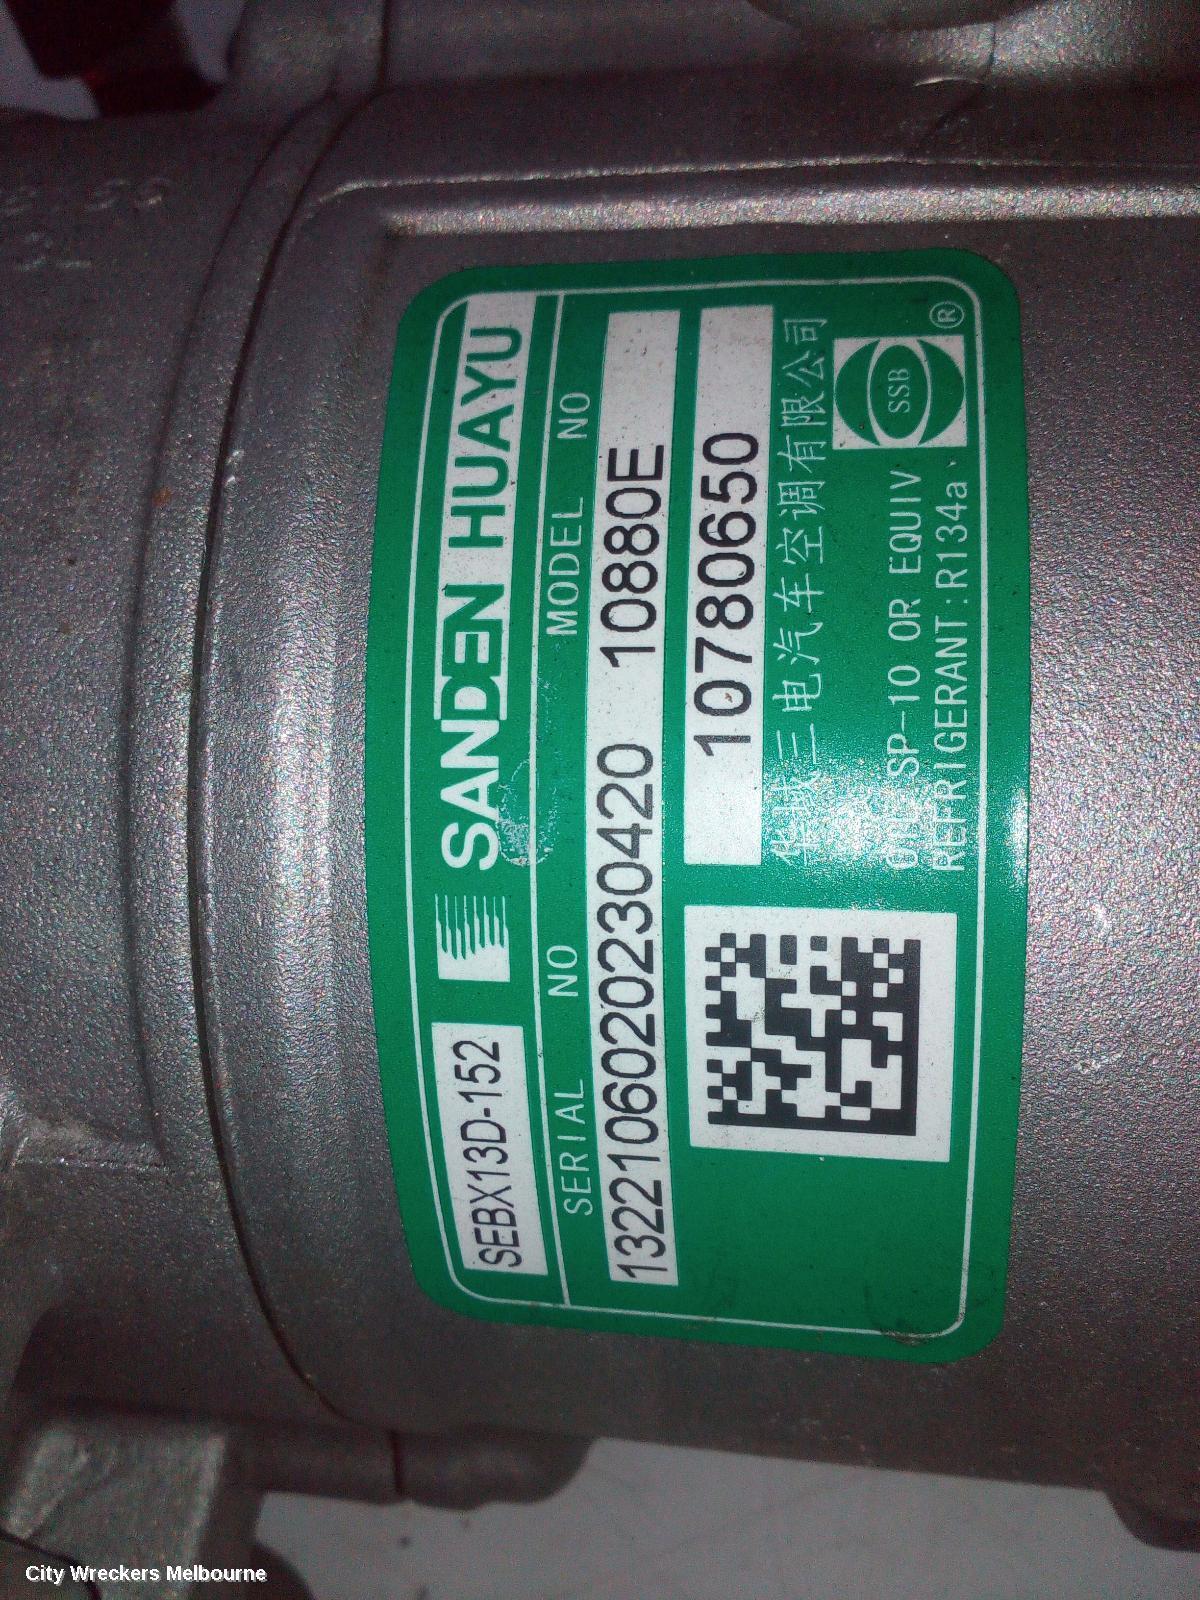 SEBX13D-152 SANDEN HUAYU
SERIAL NO MODEL NO
1322106020230420 10880E
10780650
华域三电汽车空调有限公司
OIL:SP-10 OR EQUIV
REFRIGERANT:R134a
SSB ®
City Wreckers Melbourne